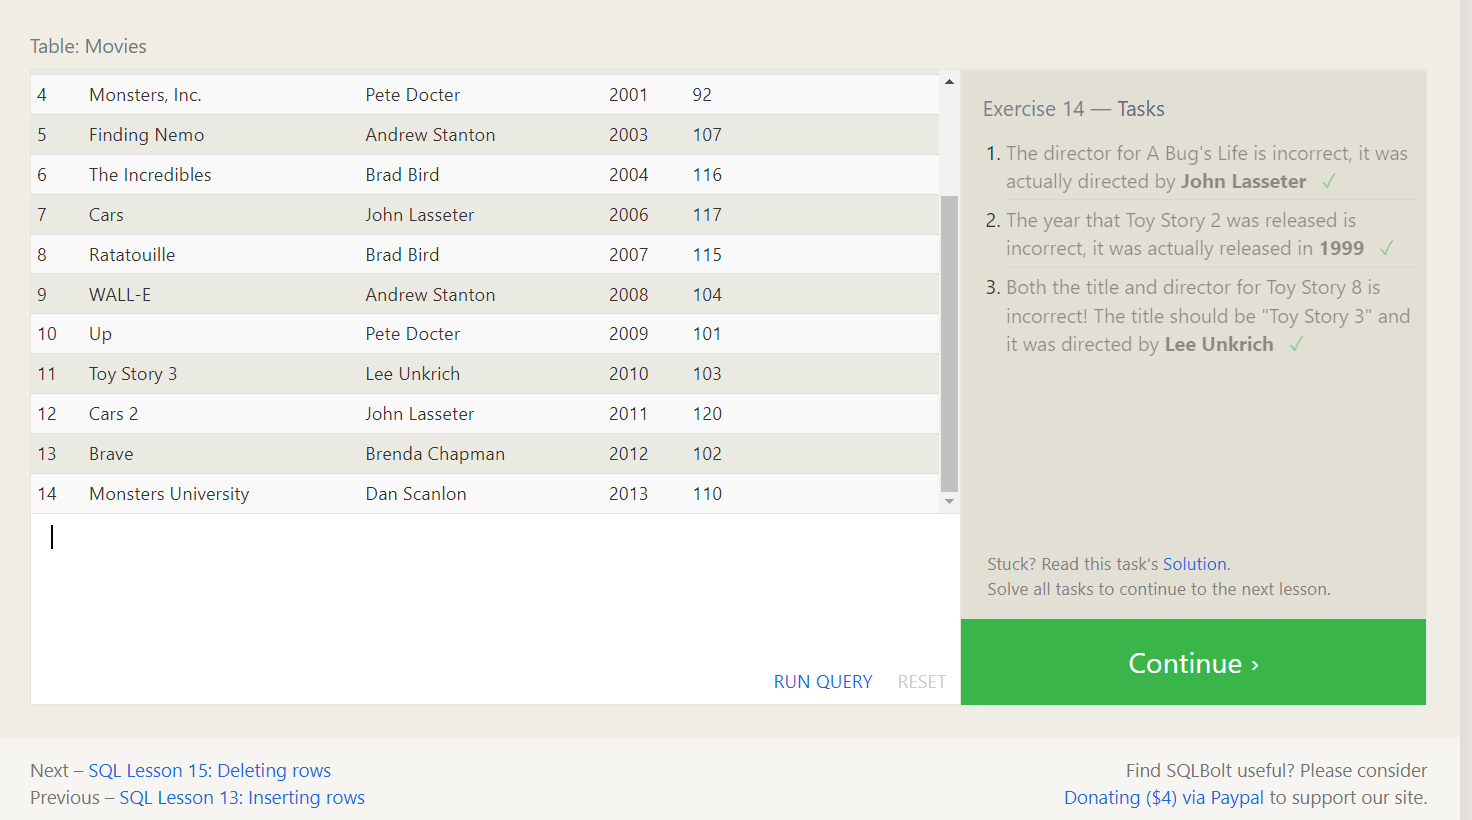 Table: Movies
4 Monsters, Inc. Pete Docter 2001 92
5 Finding Nemo Andrew Stanton 2003 107
6 The Incredibles Brad Bird 2004 116
7 Cars John Lasseter 2006 117
8 Ratatouille Brad Bird 2007 115
9 WALL-E Andrew Stanton 2008 104
10 Up Pete Docter 2009 101
11 Toy Story 3 Lee Unkrich 2010 103
12 Cars 2 John Lasseter 2011 120
13 Brave Brenda Chapman 2012 102
14 Monsters University Dan Scanlon 2013 110
RUN QUERY RESET
Exercise 14 — Tasks
1. The director for A Bug's Life is incorrect, it was
actually directed by John Lasseter ✓
2. The year that Toy Story 2 was released is
incorrect, it was actually released in 1999 ✓
3. Both the title and director for Toy Story 8 is
incorrect! The title should be "Toy Story 3" and
it was directed by Lee Unkrich ✓
Stuck? Read this task's Solution.
Solve all tasks to continue to the next lesson.
Continue ›
Next – SQL Lesson 15: Deleting rows
Previous – SQL Lesson 13: Inserting rows
Find SQLBolt useful? Please consider
Donating ($4) via Paypal to support our site.